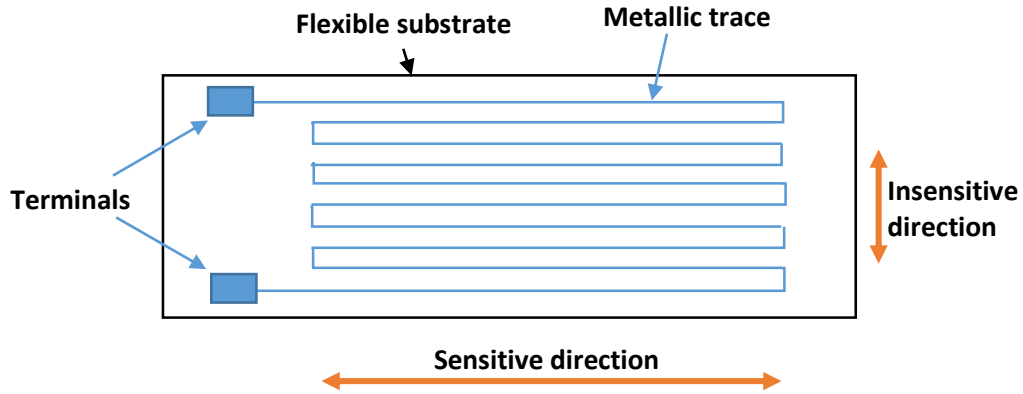 Flexible substrate
Metallic trace
Terminals
Insensitive
direction
Sensitive direction